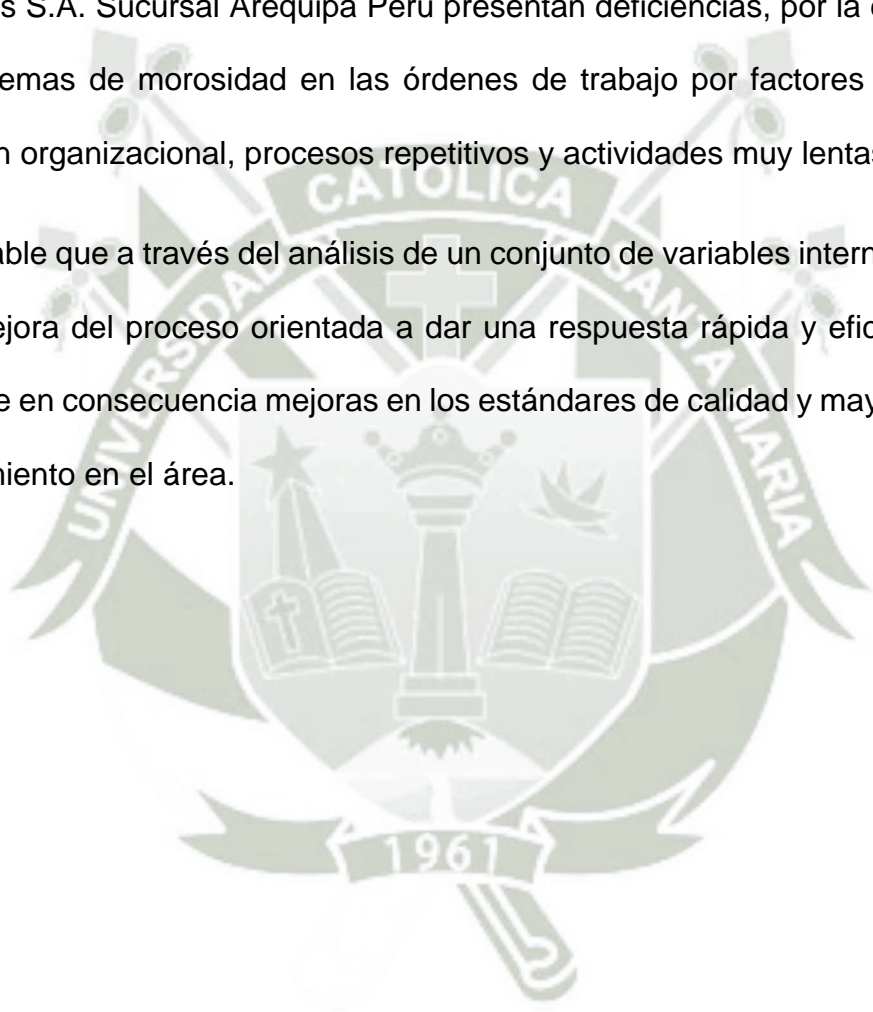 s S.A. Sucursal Arequipa Perú presentan deficiencias, por la
emas de morosidad en las órdenes de trabajo por factores
n organizacional, procesos repetitivos y actividades muy lentas
able que a través del análisis de un conjunto de variables intern
ejora del proceso orientada a dar una respuesta rápida y efic
e en consecuencia mejoras en los estándares de calidad y may
niento en el área.
UNIVERSIDAD CATOLICA SANTA MARIA
1961